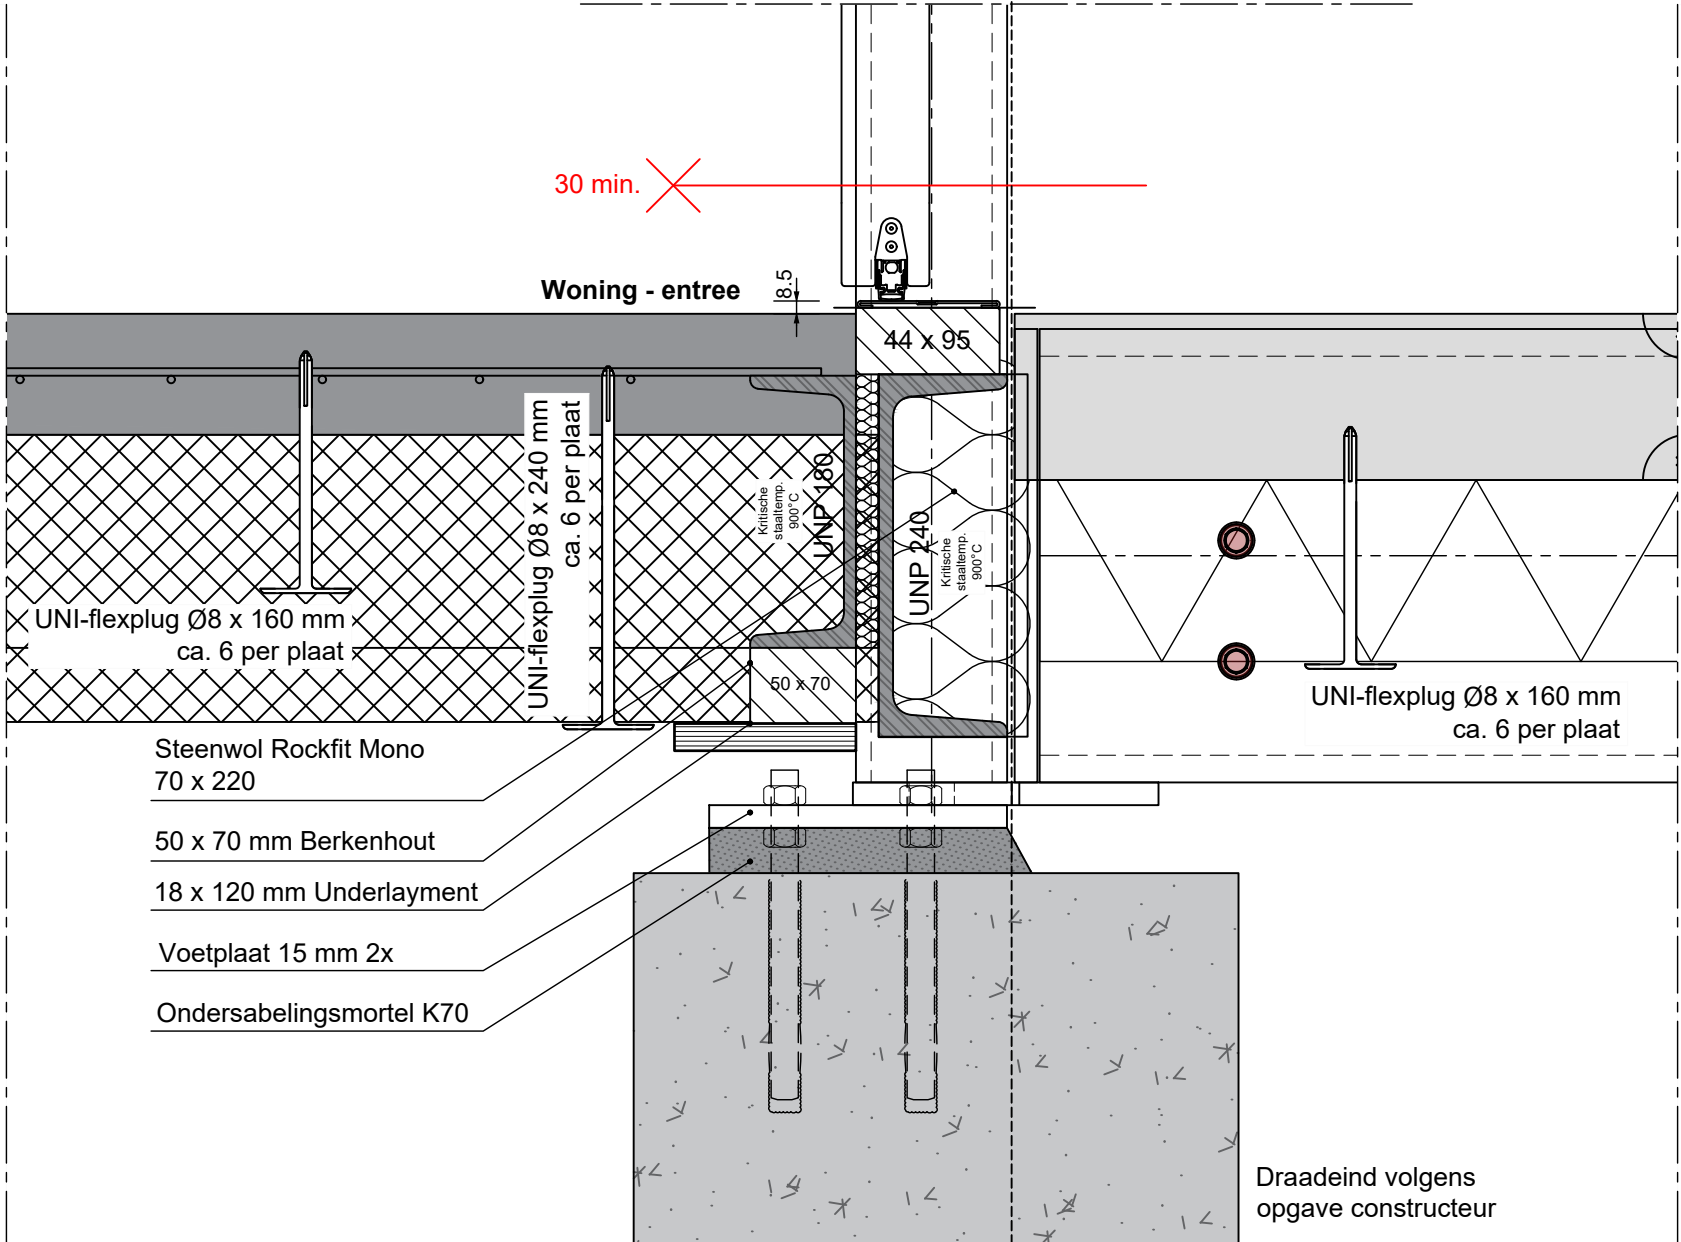 30 min.
Woning - entree
8.5
44 x 95
UNI-flexplug Ø8 x 240 mm
ca. 6 per plaat
Kritische
staaltemp.
900°C
UNP 180
UNP 240
Kritische
staaltemp.
900°C
UNI-flexplug Ø8 x 160 mm
ca. 6 per plaat
50 x 70
UNI-flexplug Ø8 x 160 mm
ca. 6 per plaat
Steenwol Rockfit Mono
70 x 220
50 x 70 mm Berkenhout
18 x 120 mm Underlayment
Voetplaat 15 mm 2x
Ondersabelingsmortel K70
Draadeind volgens
opgave constructeur